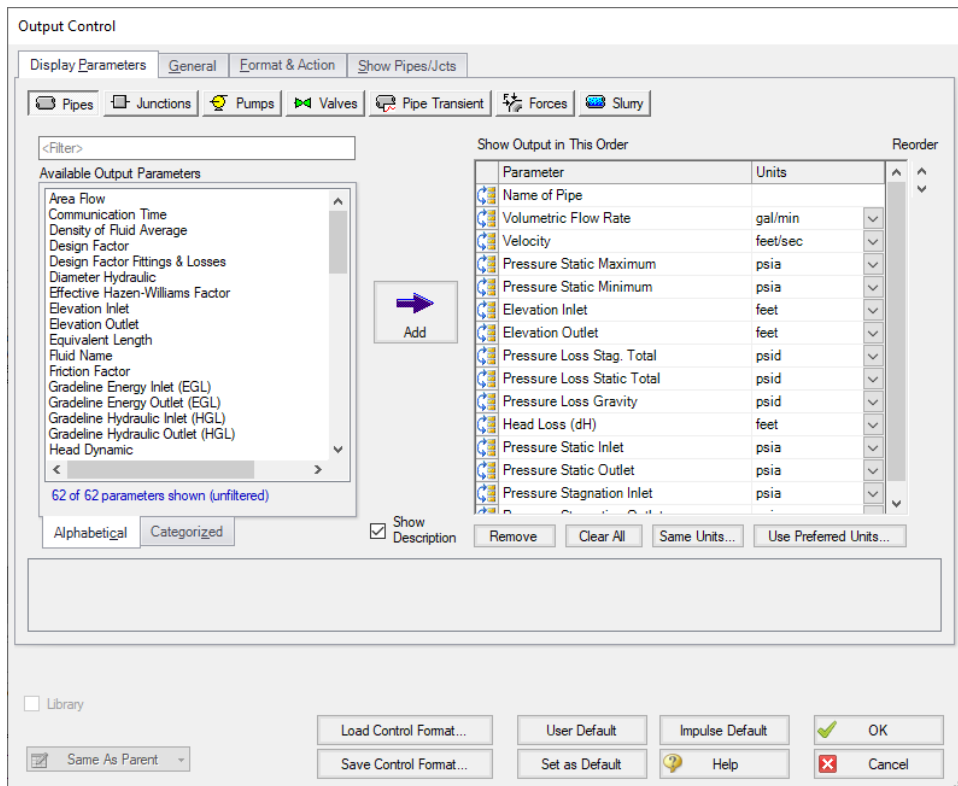 Output Control
Display Parameters
General
Format & Action
Show Pipes/Jcts
Pipes
Junctions
Pumps
Valves
Pipe Transient
Forces
Slurry
<Filter>
Available Output Parameters
Area Flow
Communication Time
Density of Fluid Average
Design Factor
Design Factor Fittings & Losses
Diameter Hydraulic
Effective Hazen-Williams Factor
Elevation Inlet
Elevation Outlet
Equivalent Length
Fluid Name
Friction Factor
Gradeline Energy Inlet (EGL)
Gradeline Energy Outlet (EGL)
Gradeline Hydraulic Inlet (HGL)
Gradeline Hydraulic Outlet (HGL)
Head Dynamic
62 of 62 parameters shown (unfiltered)
Alphabetical
Categorized
Add
Show
Description
Show Output in This Order
Reorder
Parameter Units
Name of Pipe
Volumetric Flow Rate gal/min
Velocity feet/sec
Pressure Static Maximum psia
Pressure Static Minimum psia
Elevation Inlet feet
Elevation Outlet feet
Pressure Loss Stag. Total psid
Pressure Loss Static Total psid
Pressure Loss Gravity psid
Head Loss (dH) feet
Pressure Static Inlet psia
Pressure Static Outlet psia
Pressure Stagnation Inlet psia
Remove
Clear All
Same Units...
Use Preferred Units...
Library
Same As Parent
Load Control Format...
User Default
Impulse Default
OK
Save Control Format...
Set as Default
Help
Cancel